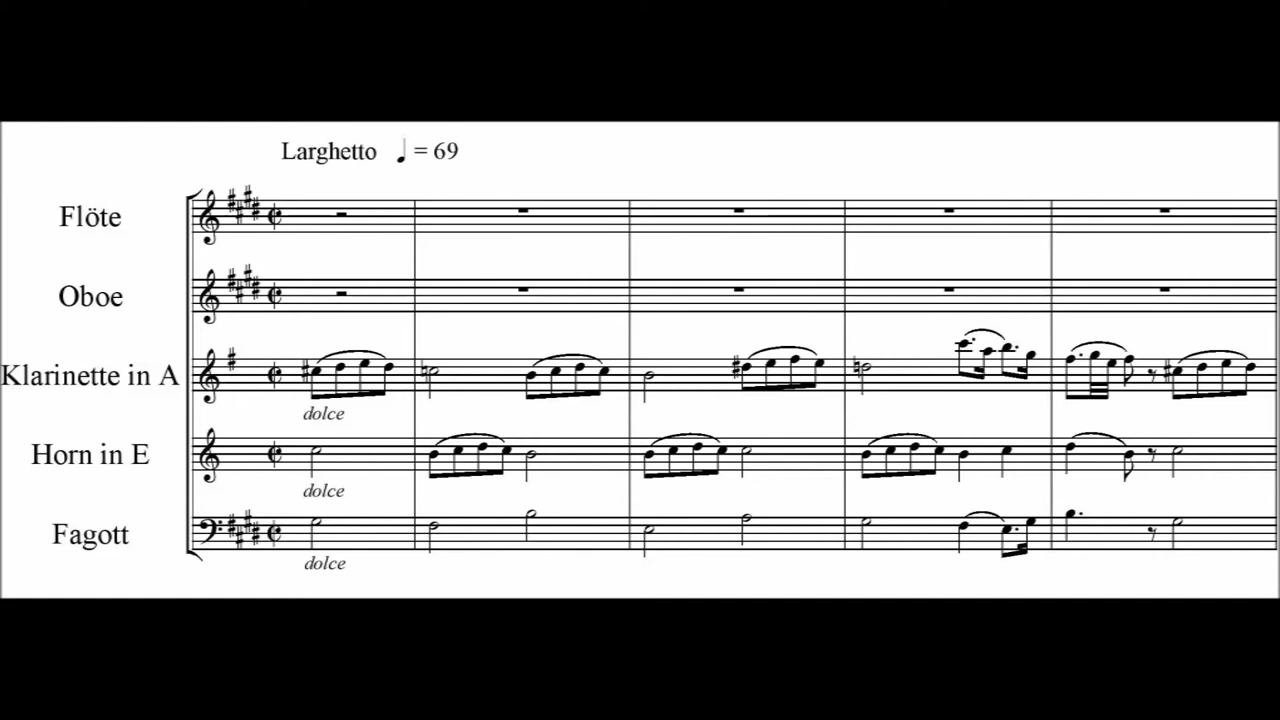 Larghetto ♩ = 69
Flöte
Oboe
Klarinette in A
dolce
Horn in E
dolce
Fagott
dolce